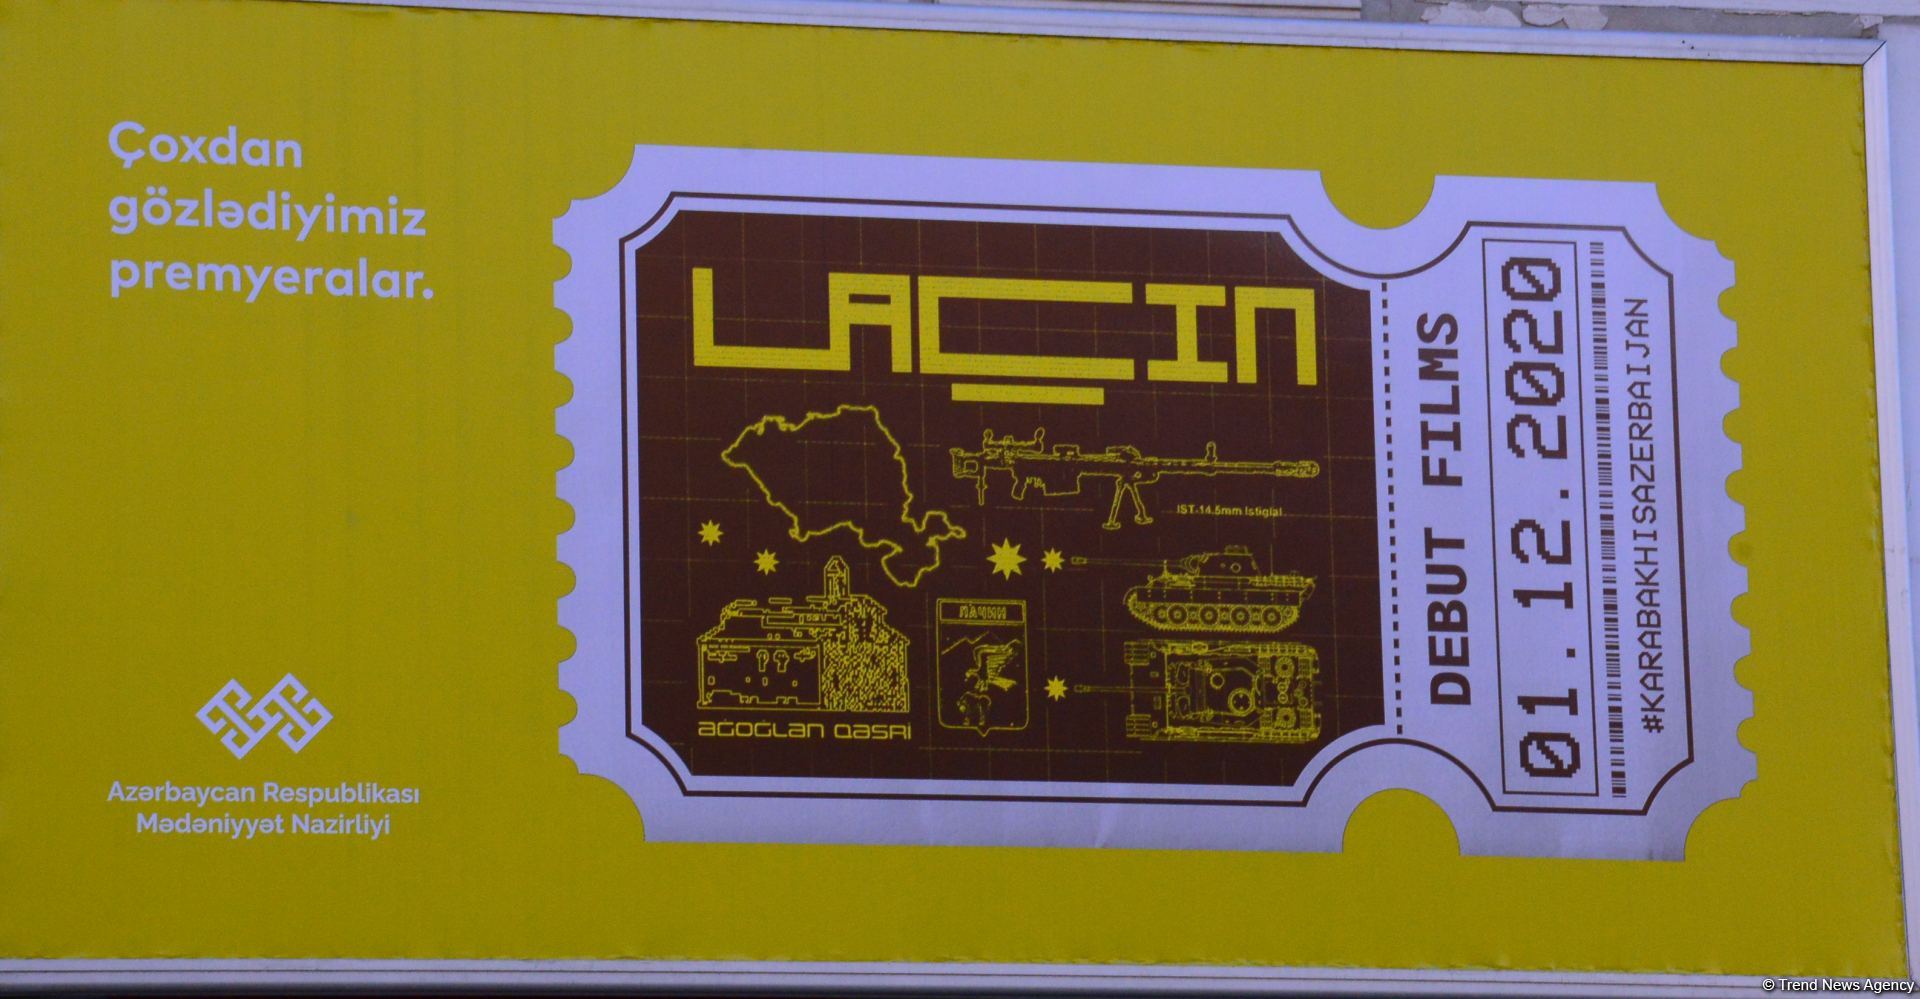 Çoxdan
gözlədiyimiz
premyeralar.
Azərbaycan Respublikası
Mədəniyyət Nazirliyi
LAÇIN
IST-14.5mm Istiglal
ЛАЧИН
AĞOĞLAN QƏSRI
DEBUT FILMS
01.12.2020
#KARABAKHISAZERBAIJAN
© Trend News Agency